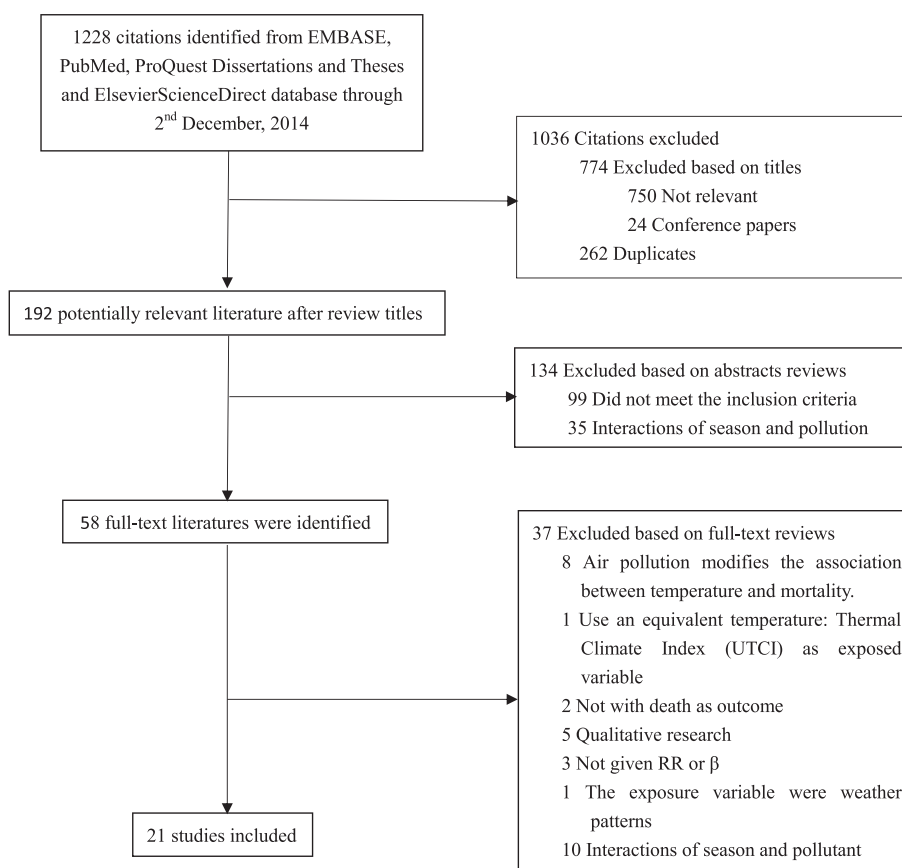 1228 citations identified from EMBASE,
PubMed, ProQuest Dissertations and Theses
and ElsevierScienceDirect database through
2nd December, 2014
1036 Citations excluded
774 Excluded based on titles
750 Not relevant
24 Conference papers
262 Duplicates
192 potentially relevant literature after review titles
134 Excluded based on abstracts reviews
99 Did not meet the inclusion criteria
35 Interactions of season and pollution
58 full-text literatures were identified
37 Excluded based on full-text reviews
8 Air pollution modifies the association
between temperature and mortality.
1 Use an equivalent temperature: Thermal
Climate Index (UTCI) as exposed
variable
2 Not with death as outcome
5 Qualitative research
3 Not given RR or β
1 The exposure variable were weather
patterns
10 Interactions of season and pollutant
21 studies included